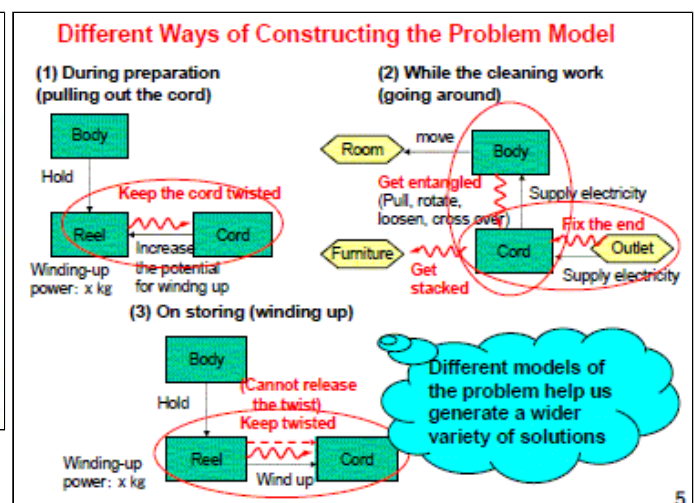 Different Ways of Constructing the Problem Model
(1) During preparation
(pulling out the cord)
Body
Hold
Keep the cord twisted
Reel
Cord
Increase
the potential
for windng up
Winding-up
power: x kg
(2) While the cleaning work
(going around)
Room
move
Body
Get entangled
(Pull, rotate,
loosen, cross over)
Supply electricity
Fix the end
Furniture
Cord
Outlet
Get
stacked
Supply electricity
(3) On storing (winding up)
Body
Hold
(Cannot release
the twist)
Keep twisted
Reel
Cord
Wind up
Winding-up
power: x kg
Different models of
the problem help us
generate a wider
variety of solutions
5